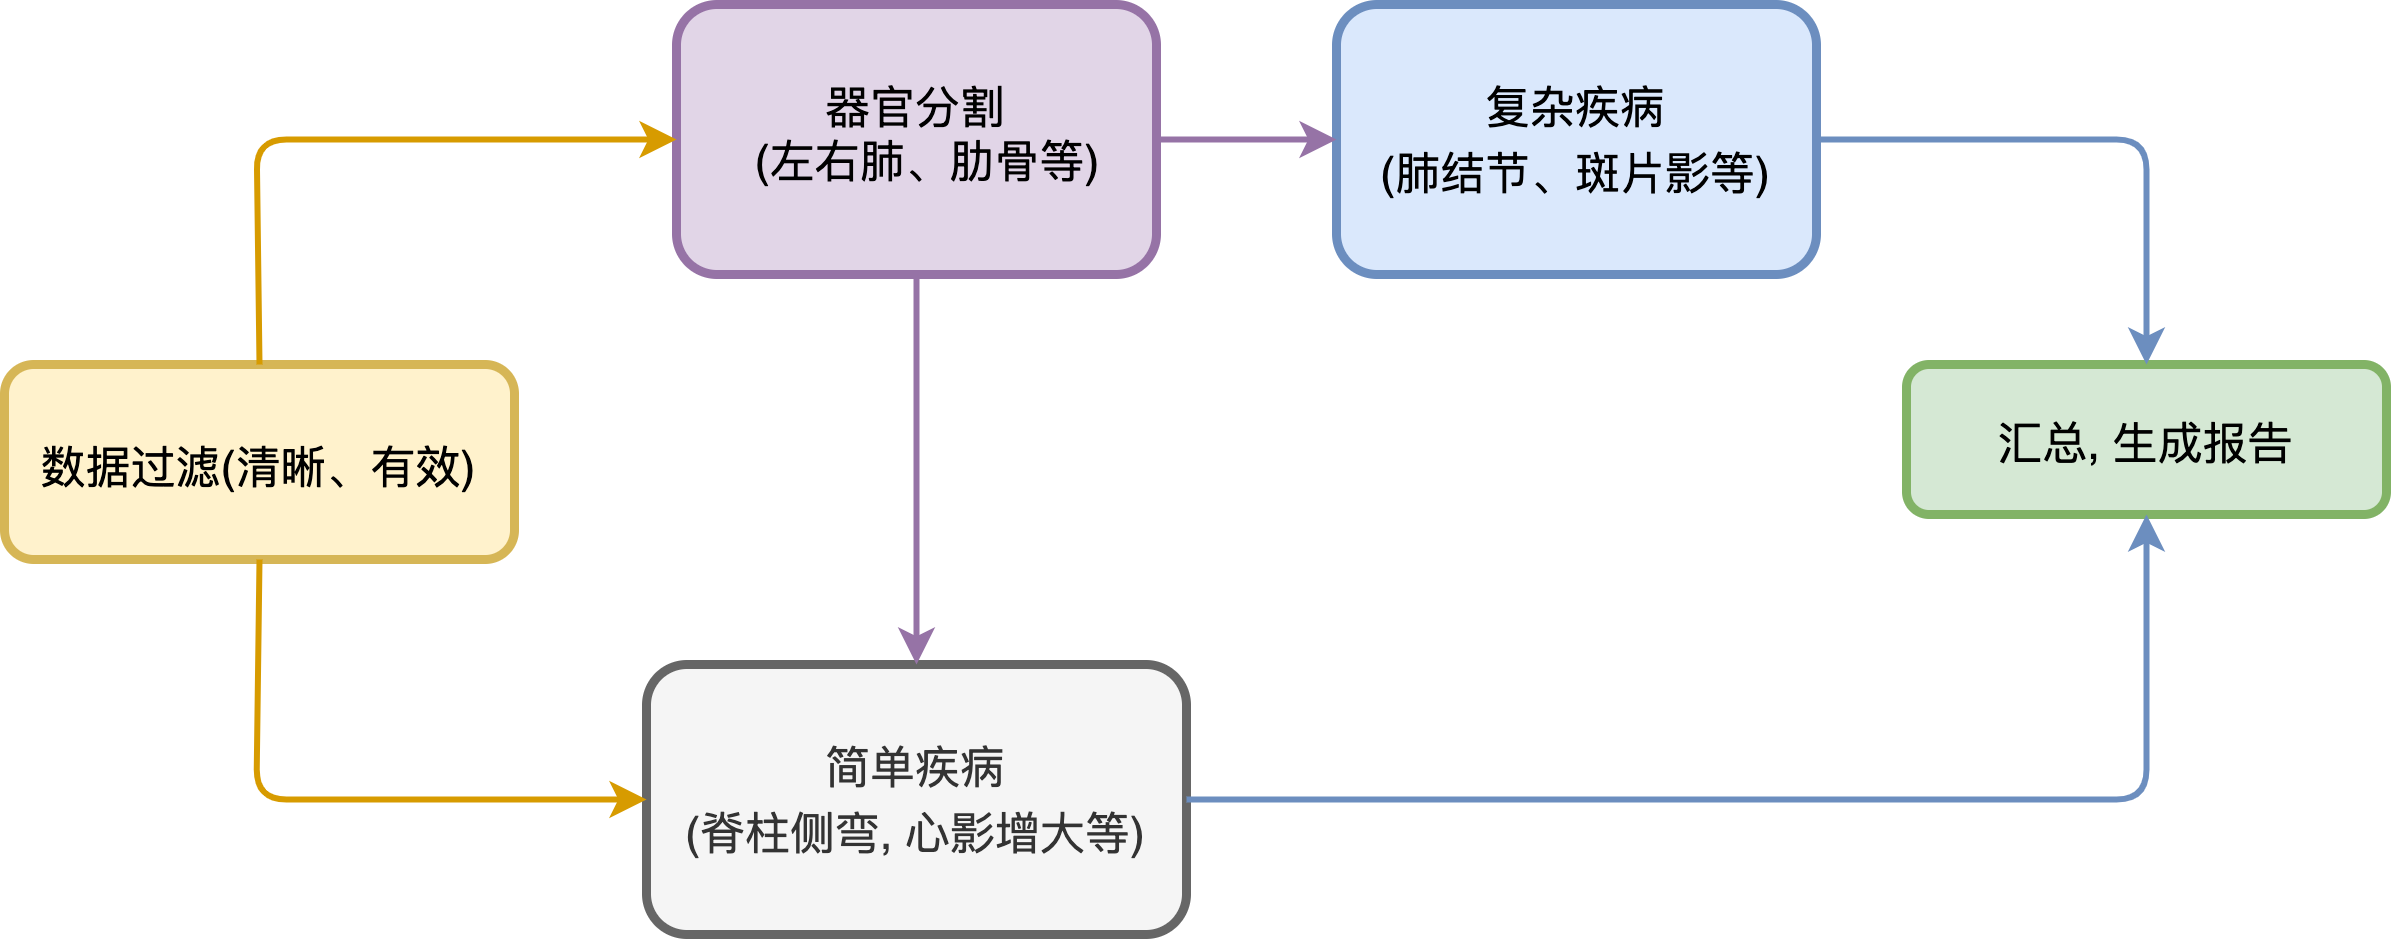 器官分割
(左右肺、肋骨等)
复杂疾病
(肺结节、斑片影等)
数据过滤(清晰、有效)
汇总, 生成报告
简单疾病
(脊柱侧弯, 心影增大等)